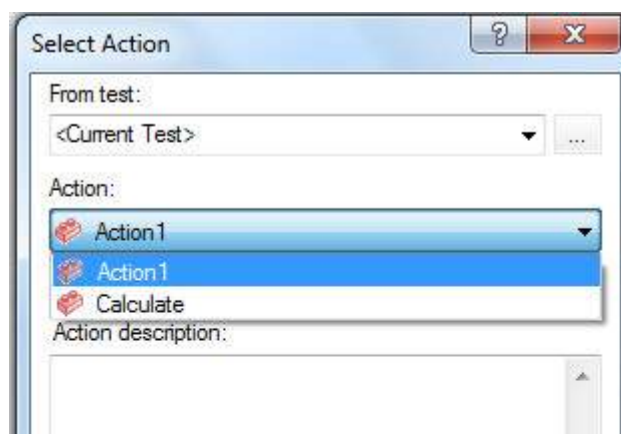 Select Action
From test:
<Current Test>
...
Action:
Action1
Action1
Calculate
Action description: